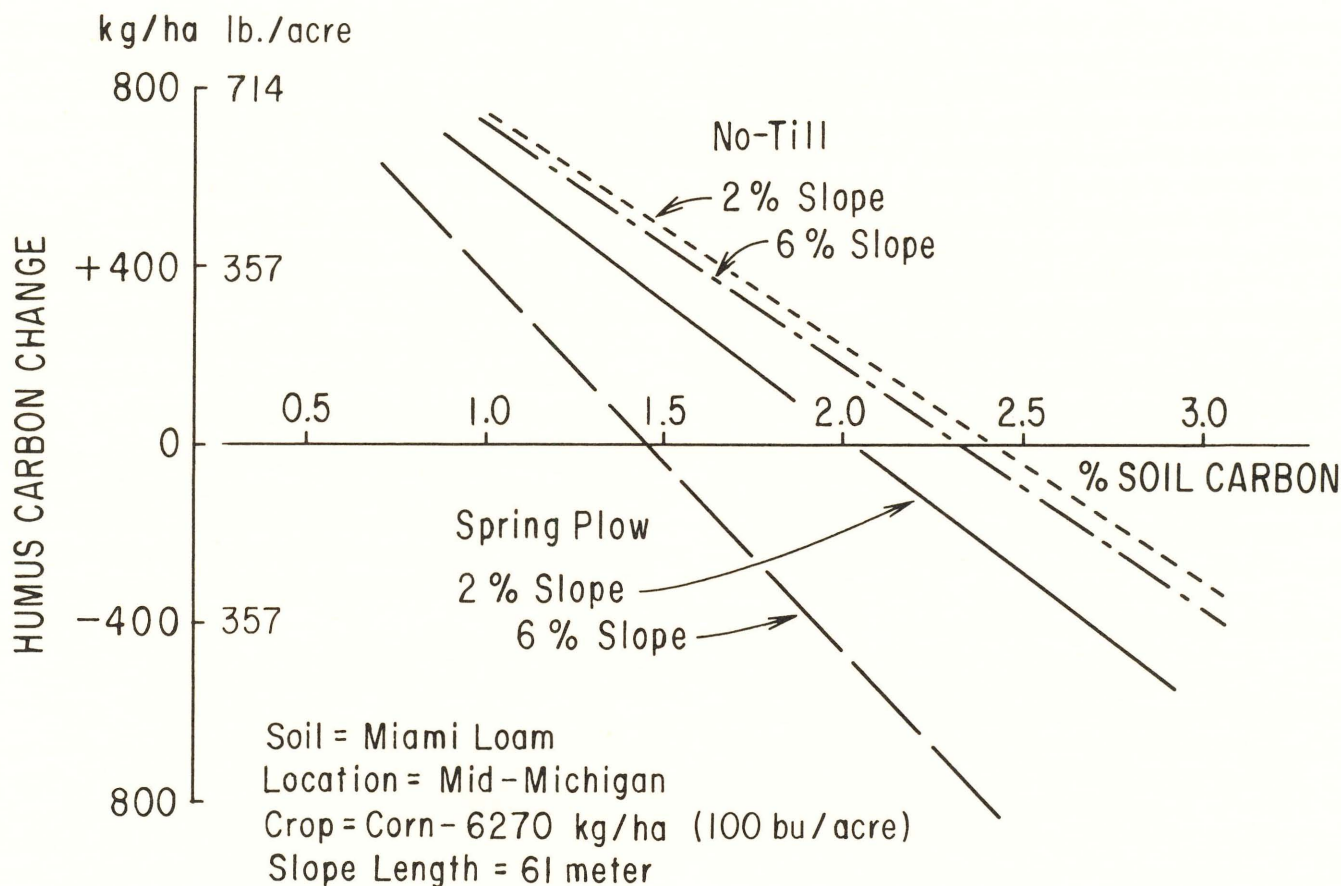 kg/ha lb./acre
800 714
No-Till
2% Slope
6% Slope
+400 357
HUMUS CARBON CHANGE
0.5 1.0 1.5 2.0 2.5 3.0
0
% SOIL CARBON
Spring Plow
2% Slope
6% Slope
-400 357
Soil = Miami Loam
Location = Mid-Michigan
800
Crop = Corn- 6270 kg/ha (100 bu/acre)
Slope Length = 61 meter